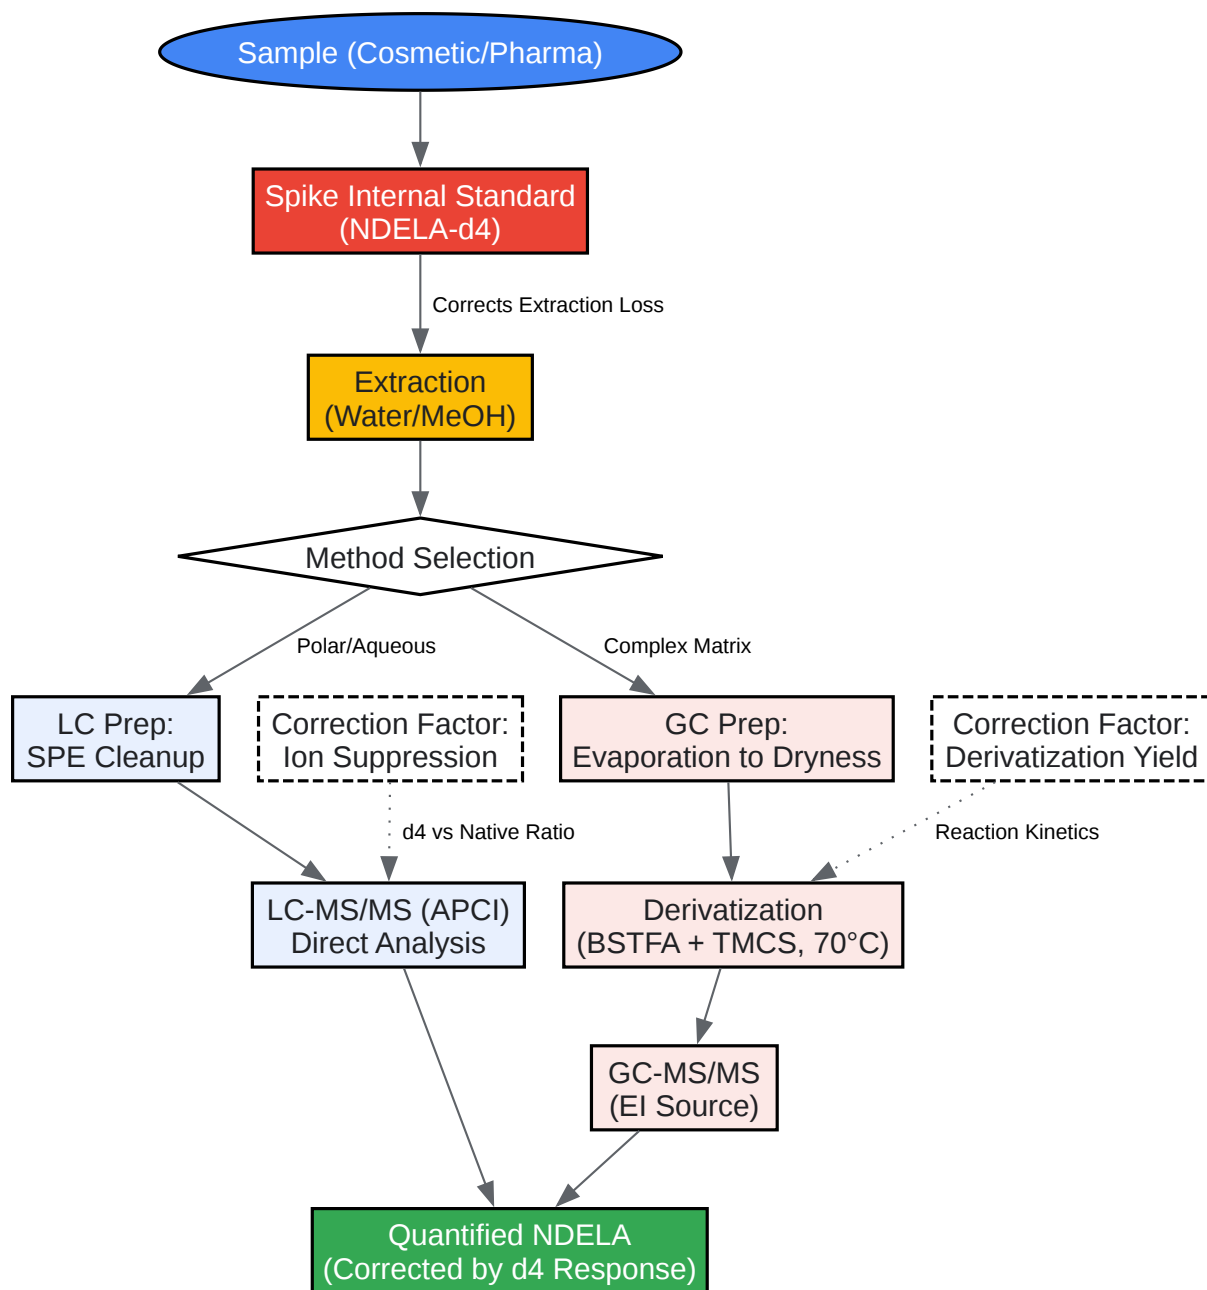 Sample (Cosmetic/Pharma)
Spike Internal Standard
(NDELA-d4)
Corrects Extraction Loss
Extraction
(Water/MeOH)
Method Selection
Polar/Aqueous
Complex Matrix
LC Prep:
SPE Cleanup
Correction Factor:
Ion Suppression
GC Prep:
Evaporation to Dryness
Correction Factor:
Derivatization Yield
d4 vs Native Ratio
Reaction Kinetics
LC-MS/MS (APCI)
Direct Analysis
Derivatization
(BSTFA + TMCS, 70°C)
GC-MS/MS
(EI Source)
Quantified NDELA
(Corrected by d4 Response)